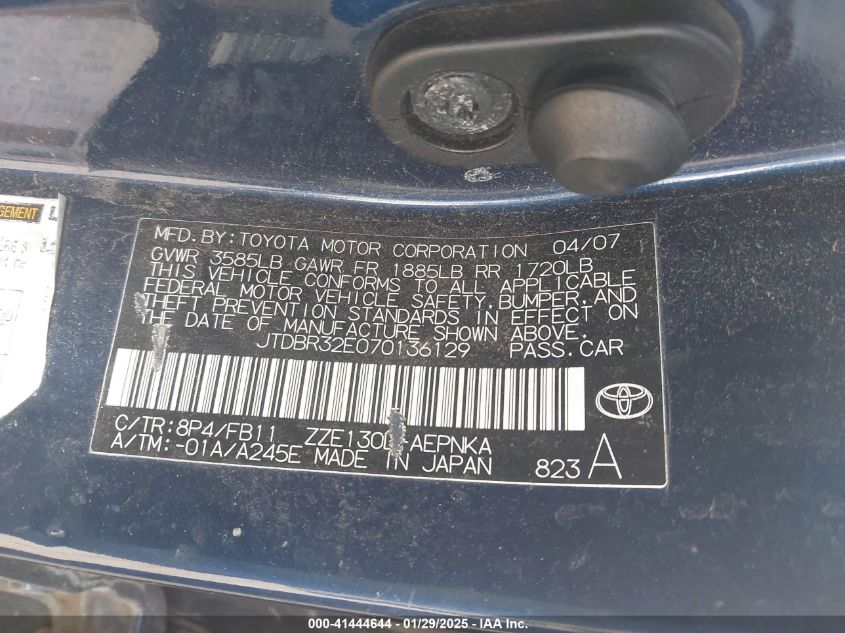 AGEMENT
MFD. BY: TOYOTA MOTOR CORPORATION 04/07
GVWR 3585LB GAWR FR 1885LB RR 1720LB
THIS VEHICLE CONFORMS TO ALL APPLICABLE
FEDERAL MOTOR VEHICLE SAFETY, BUMPER, AND
THEFT PREVENTION STANDARDS IN EFFECT ON
THE DATE OF MANUFACTURE SHOWN ABOVE.
JTDBR32E070136129 PASS. CAR
C/TR: 8P4/FB11 ZZE130 -AEPNKA
A/TM: -01A/A245E MADE IN JAPAN 823 A
000-41444644 - 01/29/2025 - IAA Inc.